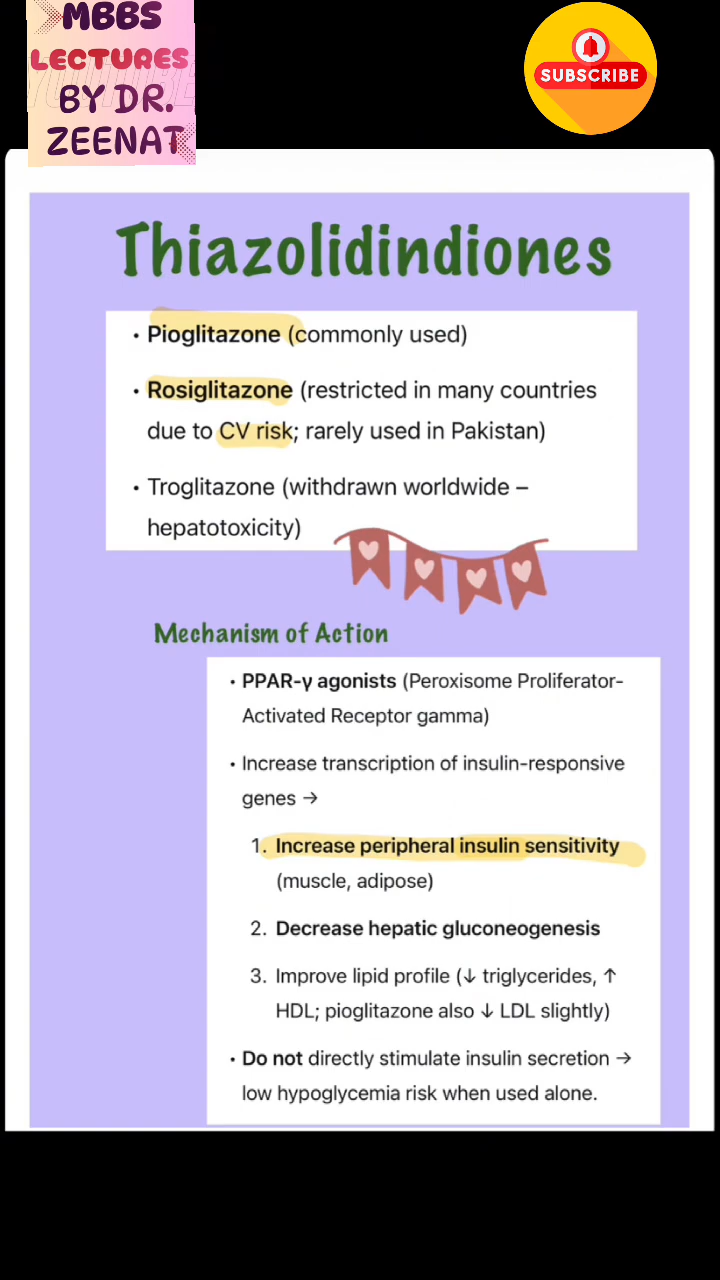 MBBS
LECTURES
BY DR.
ZEENAT
SUBSCRIBE
Thiazolidindiones
• Pioglitazone (commonly used)
• Rosiglitazone (restricted in many countries
due to CV risk; rarely used in Pakistan)
• Troglitazone (withdrawn worldwide –
hepatotoxicity)
Mechanism of Action
• PPAR-γ agonists (Peroxisome Proliferator-
Activated Receptor gamma)
• Increase transcription of insulin-responsive
genes →
1. Increase peripheral insulin sensitivity
(muscle, adipose)
2. Decrease hepatic gluconeogenesis
3. Improve lipid profile (↓ triglycerides, ↑
HDL; pioglitazone also ↓ LDL slightly)
• Do not directly stimulate insulin secretion →
low hypoglycemia risk when used alone.